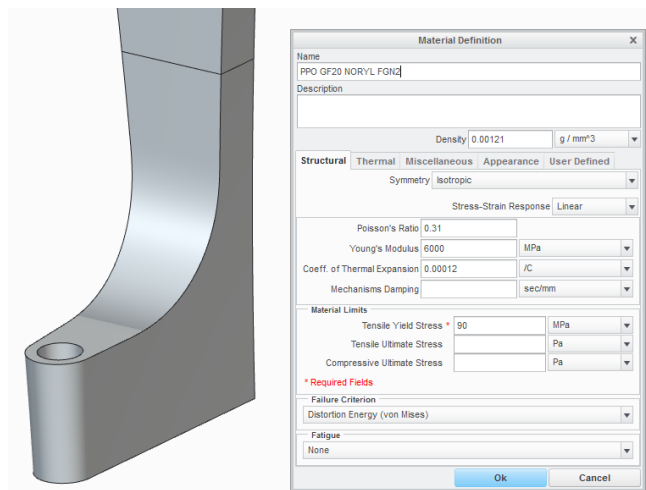 Material Definition
Name
PPO GF20 NORYL FGN2
Description
Density 0.00121 g / mm^3
Structural Thermal Miscellaneous Appearance User Defined
Symmetry Isotropic
Stress-Strain Response Linear
Poisson's Ratio 0.31
Young's Modulus 6000 MPa
Coeff. of Thermal Expansion 0.00012 /C
Mechanisms Damping sec/mm
Material Limits
Tensile Yield Stress * 90 MPa
Tensile Ultimate Stress Pa
Compressive Ultimate Stress Pa
* Required Fields
Failure Criterion
Distortion Energy (von Mises)
Fatigue
None
Ok Cancel